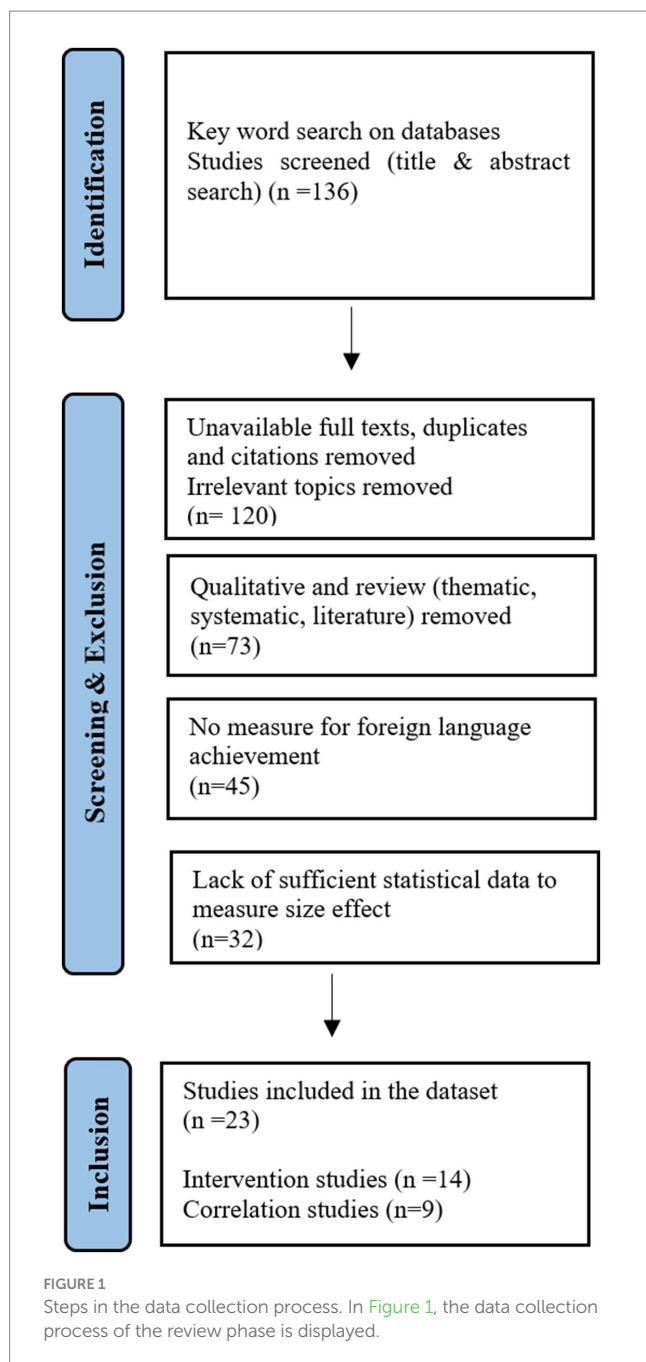 Identification
Key word search on databases
Studies screened (title & abstract
search) (n =136)
Screening & Exclusion
Unavailable full texts, duplicates
and citations removed
Irrelevant topics removed
(n= 120)
Qualitative and review (thematic,
systematic, literature) removed
(n=73)
No measure for foreign language
achievement
(n=45)
Lack of sufficient statistical data to
measure size effect
(n=32)
Inclusion
Studies included in the dataset
(n =23)
Intervention studies (n =14)
Correlation studies (n=9)
FIGURE 1
Steps in the data collection process. In Figure 1, the data collection
process of the review phase is displayed.